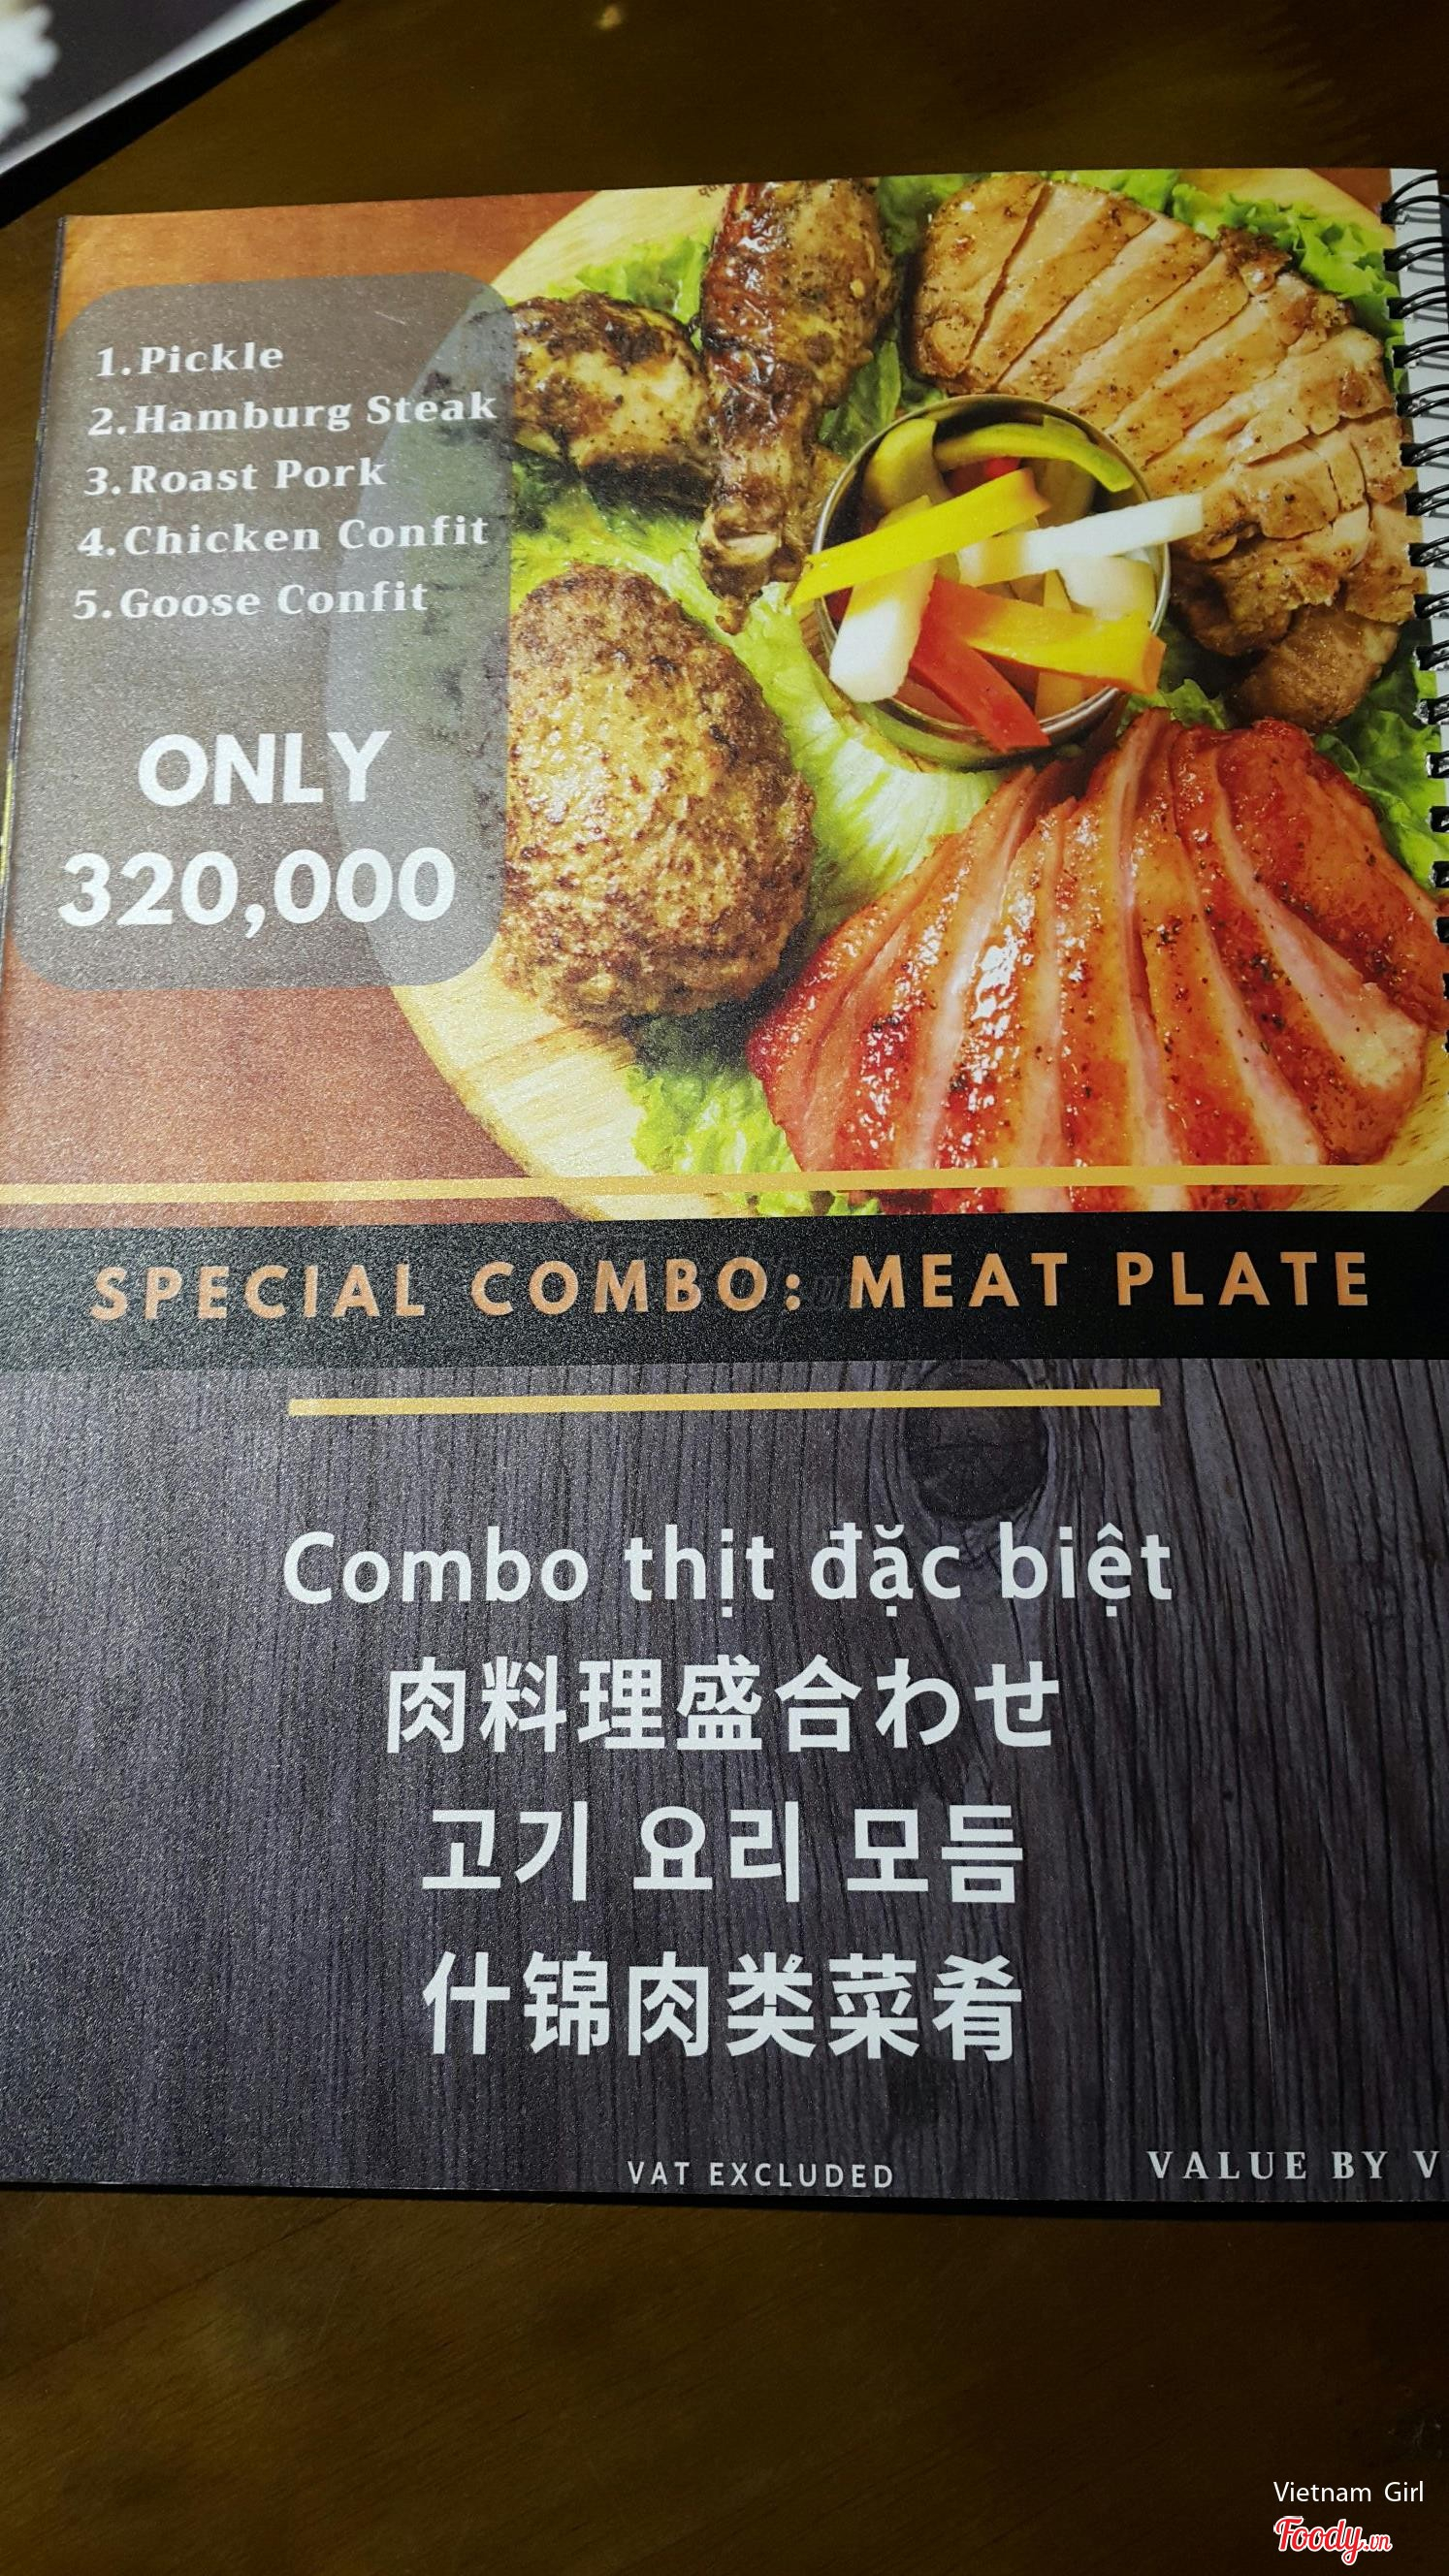 1.Pickle
2.Hamburg Steak
3.Roast Pork
4.Chicken Confit
5.Goose Confit
ONLY
320,000
SPECIAL COMBO: MEAT PLATE
Combo thịt đặc biệt
肉料理盛合わせ
고기 요리 모듬
什锦肉类菜肴
VAT EXCLUDED
VALUE BY V
Vietnam Girl
Foody.vn